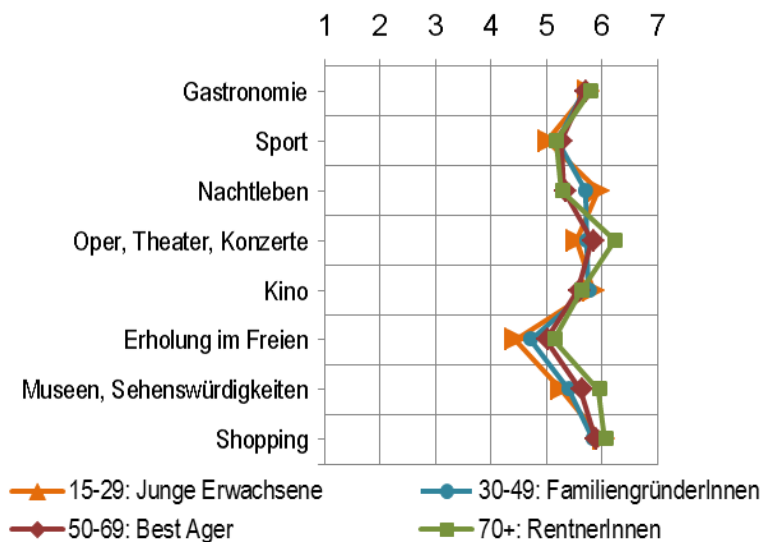 1 2 3 4 5 6 7
Gastronomie
Sport
Nachtleben
Oper, Theater, Konzerte
Kino
Erholung im Freien
Museen, Sehenswürdigkeiten
Shopping
15-29: Junge Erwachsene 30-49: FamiliengründerInnen
50-69: Best Ager 70+: RentnerInnen